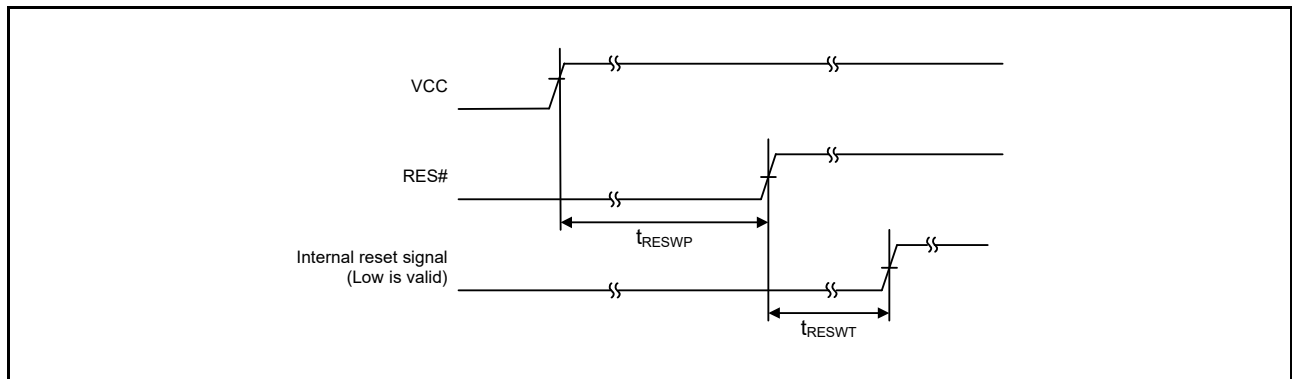 VCC
RES#
tRESWP
Internal reset signal
(Low is valid)
tRESWT